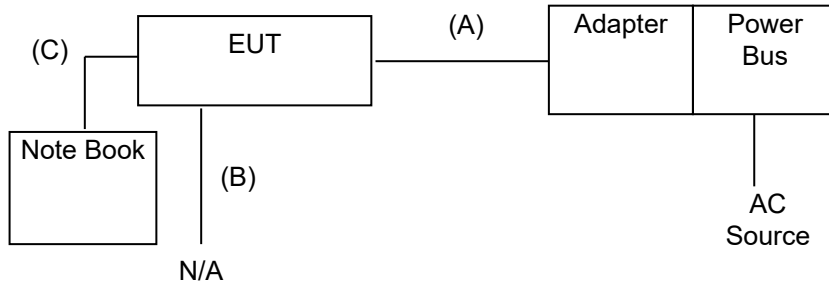 (C)
EUT
(A)
Adapter
Power
Bus
Note Book
(B)
N/A
AC
Source